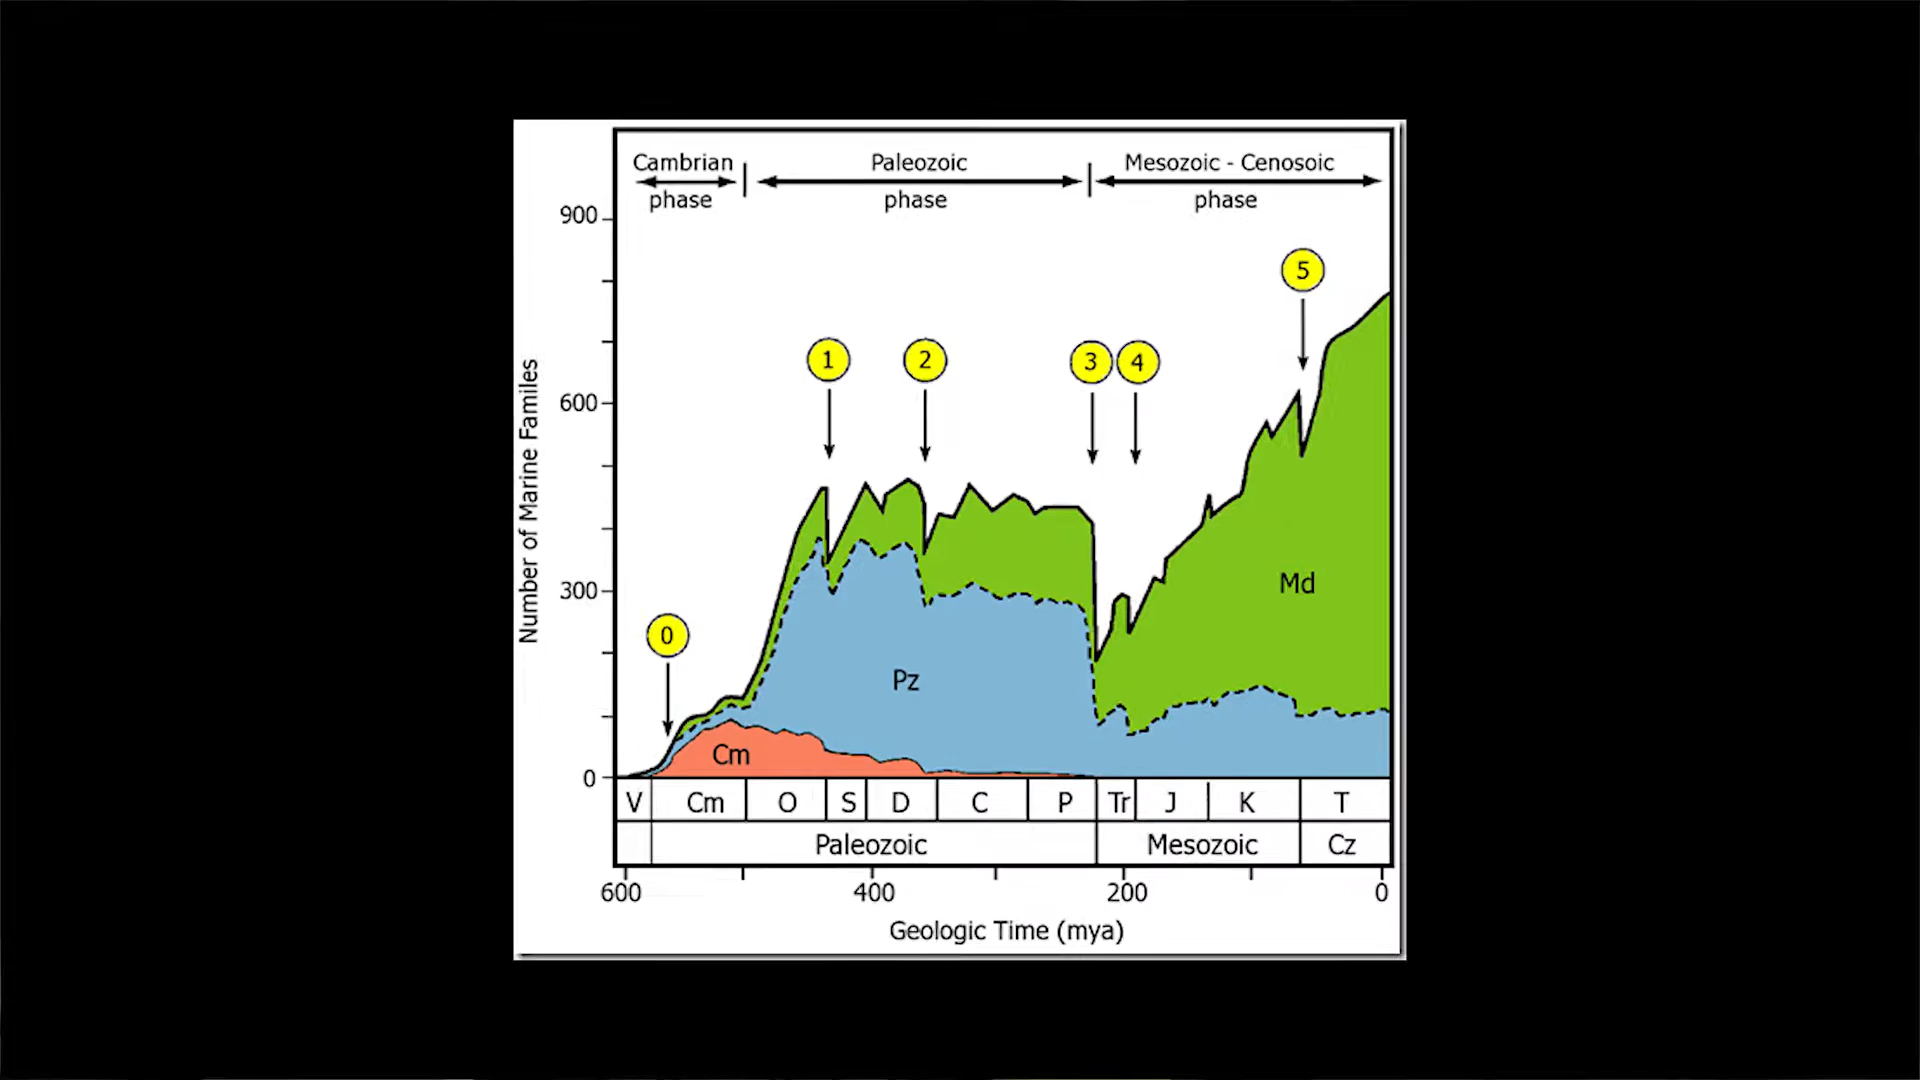 Cambrian
phase
Paleozoic
phase
Mesozoic - Cenosoic
phase
Number of Marine Familes
900
600
300
0
0
1
2
3
4
5
Cm
Pz
Md
V Cm O S D C P Tr J K T
Paleozoic Mesozoic Cz
600 400 200 0
Geologic Time (mya)